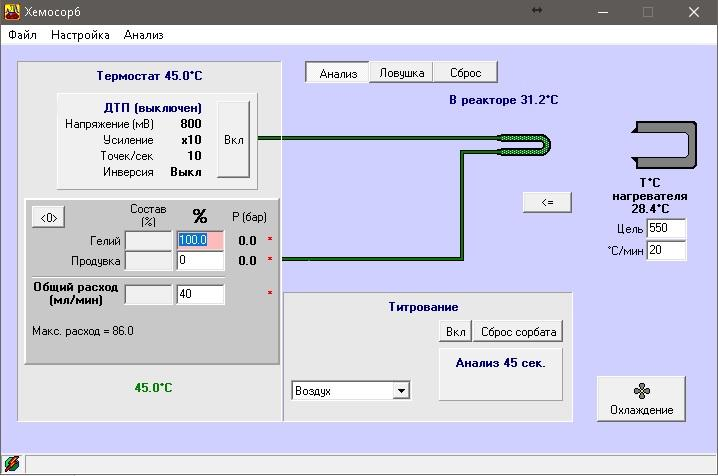 Хемосорб
Файл Настройка Анализ
Термостат 45.0°C
Анализ Ловушка Сброс
В реакторе 31.2°C
ДТП (выключен)
Напряжение (мВ) 800
Усиление x10
Точек/сек 10
Инверсия Выкл
Вкл
T°C
нагревателя
28.4°C
<=
Цель 550
°C/мин 20
<0>
Состав
(%)
%
P (бар)
Гелий 100.0 0.0 *
Продувка 0 0.0 *
Общий расход
(мл/мин)
40 *
Макс. расход = 86.0
45.0°C
Титрование
Вкл Сброс сорбата
Анализ 45 сек.
Воздух
Охлаждение